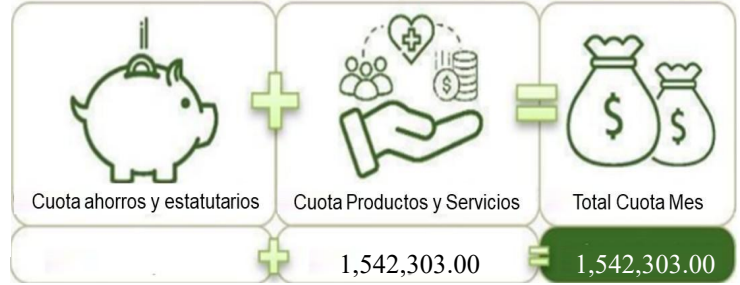 Cuota ahorros y estatutarios
Cuota Productos y Servicios
Total Cuota Mes
1,542,303.00
1,542,303.00